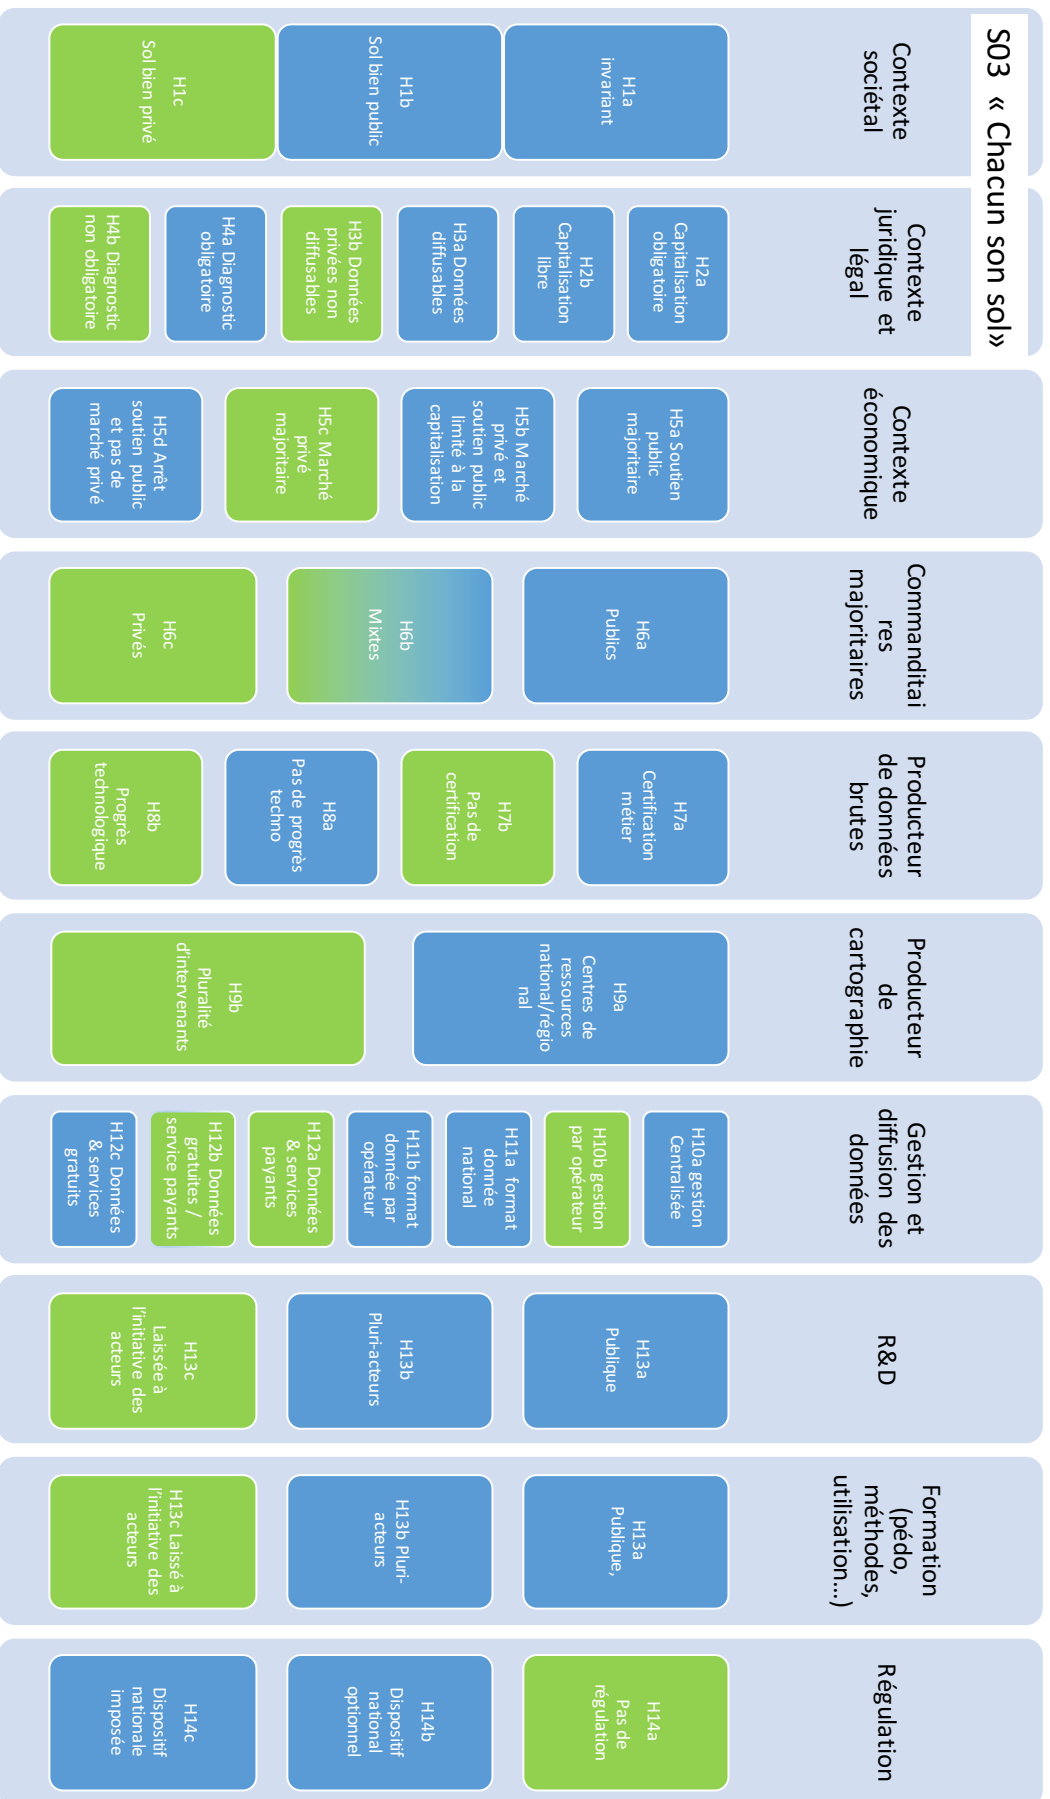 S03 « Chacun son sol»
Contexte
sociétal
H1a
invariant
H1b
Sol bien public
H1c
Sol bien privé
Contexte
juridique et
légal
H2a
Capitalisation
obligatoire
H2b
Capitalisation
libre
H3a Données
diffusables
H3b Données
privées non
diffusables
H4a Diagnostic
obligatoire
H4b Diagnostic
non obligatoire
Contexte
économique
H5a Soutien
public
majoritaire
H5b Marché
privé et
soutien public
limité à la
capitalisation
H5c Marché
privé
majoritaire
H5d Arrêt
soutien public
et pas de
marché privé
Commanditai
res
majoritaires
H6a
Publics
H6b
Mixtes
H6c
Privés
Producteur
de données
brutes
H7a
Certification
métier
H7b
Pas de
certification
H8a
Pas de progrès
techno
H8b
Progrès
technologique
Producteur
de
cartographie
H9a
Centres de
ressources
national/régio
nal
H9b
Pluralité
d'intervenants
Gestion et
diffusion des
données
H10a gestion
Centralisée
H10b gestion
par opérateur
H11a format
donnée
national
H11b format
donnée par
opérateur
H12a Données
& services
payants
H12b Données
gratuites /
service payants
H12c Données
& services
gratuits
R&D
H13a
Publique
H13b
Pluri-acteurs
H13c
Laissée à
l'initiative des
acteurs
Formation
(pédo,
méthodes,
utilisation...)
H13a
Publique,
H13b Pluri-
acteurs
H13c Laissé à
l'initiative des
acteurs
Régulation
H14a
Pas de
régulation
H14b
Dispositif
national
optionnel
H14c
Dispositif
nationale
imposée